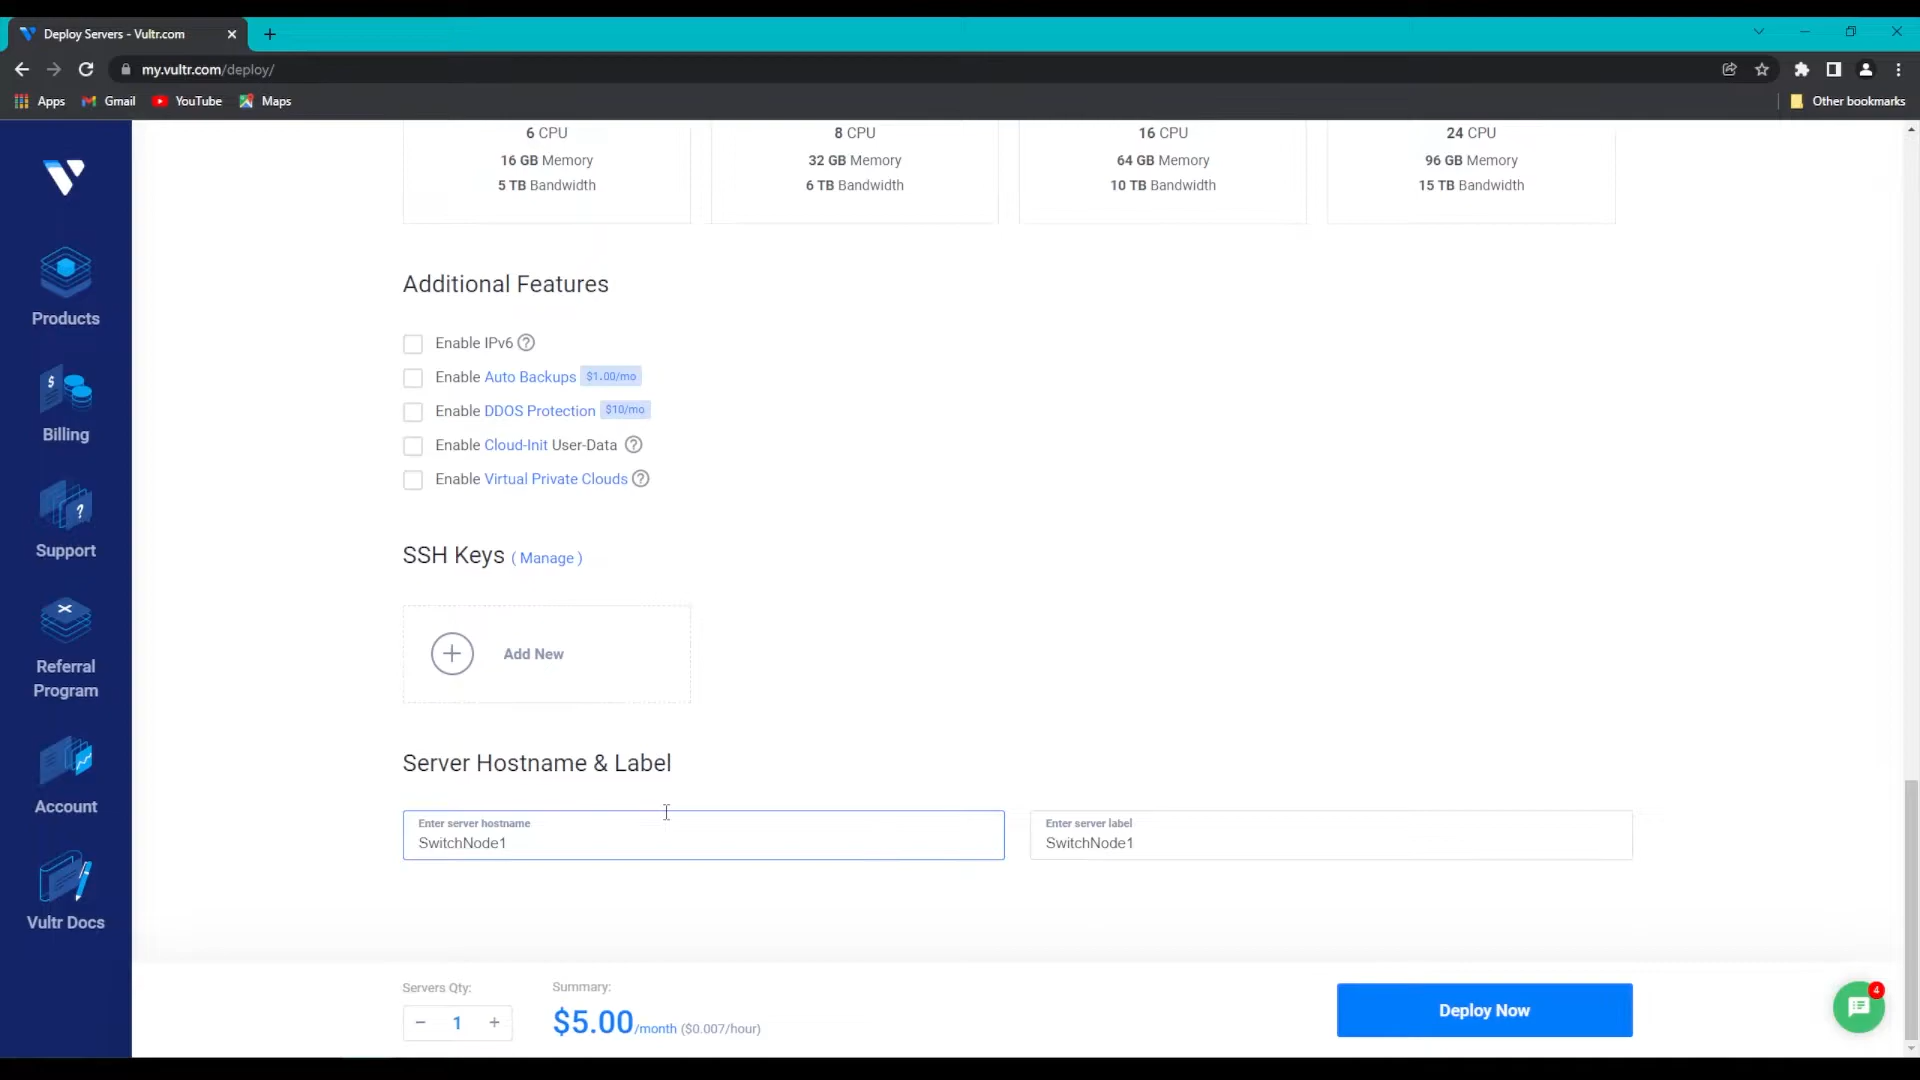 Deploy Servers - Vultr.com
my.vultr.com/deploy/
Apps Gmail YouTube Maps Other bookmarks
Products
Billing
Support
Referral
Program
Account
Vultr Docs
6 CPU
16 GB Memory
5 TB Bandwidth
8 CPU
32 GB Memory
6 TB Bandwidth
16 CPU
64 GB Memory
10 TB Bandwidth
24 CPU
96 GB Memory
15 TB Bandwidth
Additional Features
Enable IPv6 ?
Enable Auto Backups $1.00/mo
Enable DDOS Protection $10/mo
Enable Cloud-Init User-Data ?
Enable Virtual Private Clouds ?
SSH Keys ( Manage )
+ Add New
Server Hostname & Label
Enter server hostname
SwitchNode1
Enter server label
SwitchNode1
Servers Qty:
− 1 +
Summary:
$5.00/month ($0.007/hour)
Deploy Now
4